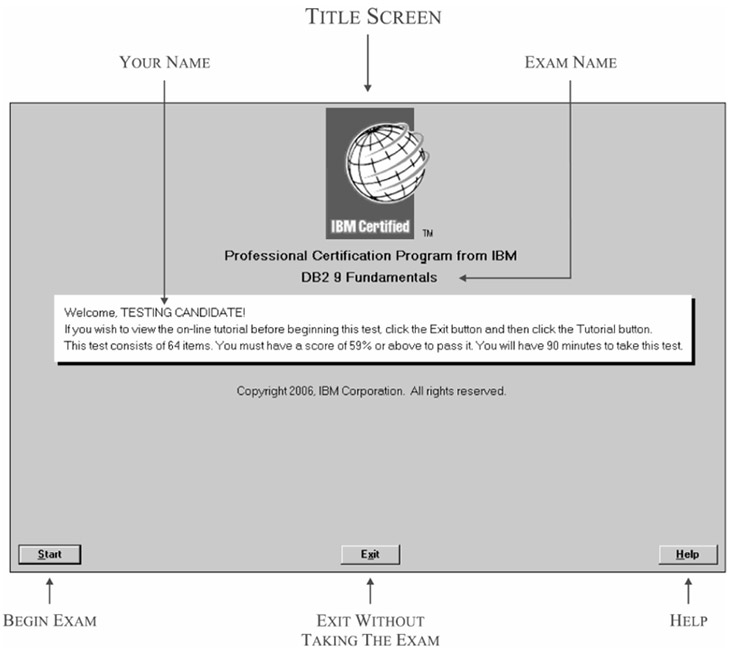 TITLE SCREEN
YOUR NAME
EXAM NAME
IBM Certified
TM
Professional Certification Program from IBM
DB2 9 Fundamentals
Welcome, TESTING CANDIDATE!
If you wish to view the on-line tutorial before beginning this test, click the Exit button and then click the Tutorial button.
This test consists of 64 items. You must have a score of 59% or above to pass it. You will have 90 minutes to take this test.
Copyright 2006, IBM Corporation. All rights reserved.
Start
Exit
Help
BEGIN EXAM
EXIT WITHOUT
TAKING THE EXAM
HELP